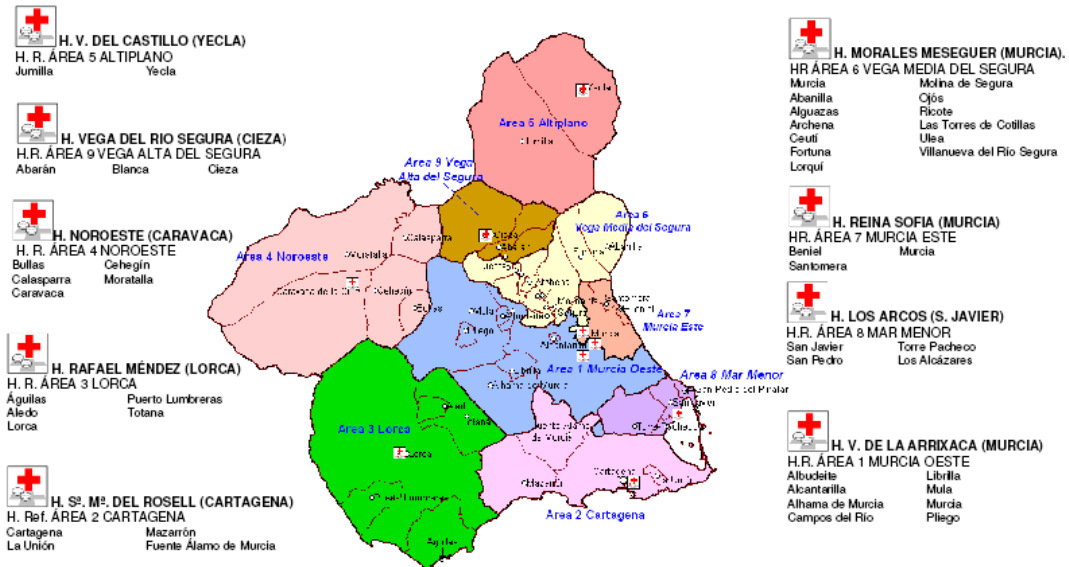 H. V. DEL CASTILLO (YECLA)
H. R. ÁREA 5 ALTIPLANO
Jumilla Yecla
H. VEGA DEL RIO SEGURA (CIEZA)
H.R. ÁREA 9 VEGA ALTA DEL SEGURA
Abarán Blanca Cieza
H. NOROESTE (CARAVACA)
H. R. ÁREA 4 NOROESTE
Bullas Cehegín
Calasparra Moratalla
Caravaca
H. RAFAEL MÉNDEZ (LORCA)
H. R. ÁREA 3 LORCA
Águilas Puerto Lumbreras
Aledo Totana
Lorca
H. Sª. Mª. DEL ROSELL (CARTAGENA)
H. Ref. ÁREA 2 CARTAGENA
Cartagena Mazarrón
La Unión Fuente Álamo de Murcia
Area 5 Altiplano
Area 9 Vega
Alta del Segura
Area 6
Vega Media del Segura
Calasparra
Area 4 Noroeste
Cehegín
Area 7
Murcia Este
Area 1 Murcia Oeste
Area 8 Mar Menor
San Pedro del Pinatar
Area 3 Lorca
Lorca
Cartagena
Mazarrón
Area 2 Cartagena
H. MORALES MESEGUER (MURCIA).
HR ÁREA 6 VEGA MEDIA DEL SEGURA
Murcia Molina de Segura
Abanilla Ojós
Alguazas Ricote
Archena Las Torres de Cotillas
Ceutí Ulea
Fortuna Villanueva del Río Segura
Lorquí
H. REINA SOFIA (MURCIA)
HR. ÁREA 7 MURCIA ESTE
Beniel Murcia
Santomera
H. LOS ARCOS (S. JAVIER)
H.R. ÁREA 8 MAR MENOR
San Javier Torre Pacheco
San Pedro Los Alcázares
H. V. DE LA ARRIXACA (MURCIA)
H.R. ÁREA 1 MURCIA OESTE
Albudeite Librilla
Alcantarilla Mula
Alhama de Murcia Murcia
Campos del Río Pliego